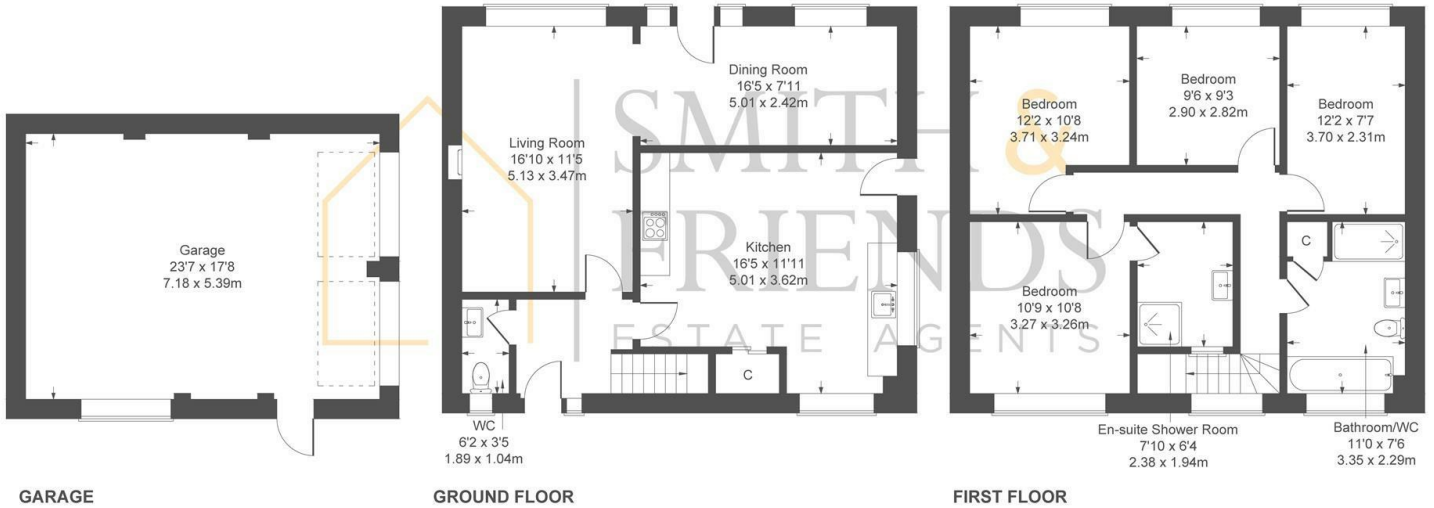 Garage
23'7 x 17'8
7.18 x 5.39m
GARAGE
Living Room
16'10 x 11'5
5.13 x 3.47m
Dining Room
16'5 x 7'11
5.01 x 2.42m
Kitchen
16'5 x 11'11
5.01 x 3.62m
C
WC
6'2 x 3'5
1.89 x 1.04m
GROUND FLOOR
Bedroom
12'2 x 10'8
3.71 x 3.24m
Bedroom
9'6 x 9'3
2.90 x 2.82m
Bedroom
12'2 x 7'7
3.70 x 2.31m
Bedroom
10'9 x 10'8
3.27 x 3.26m
C
En-suite Shower Room
7'10 x 6'4
2.38 x 1.94m
Bathroom/WC
11'0 x 7'6
3.35 x 2.29m
FIRST FLOOR
SMITH &
FRIENDS
ESTATE AGENTS